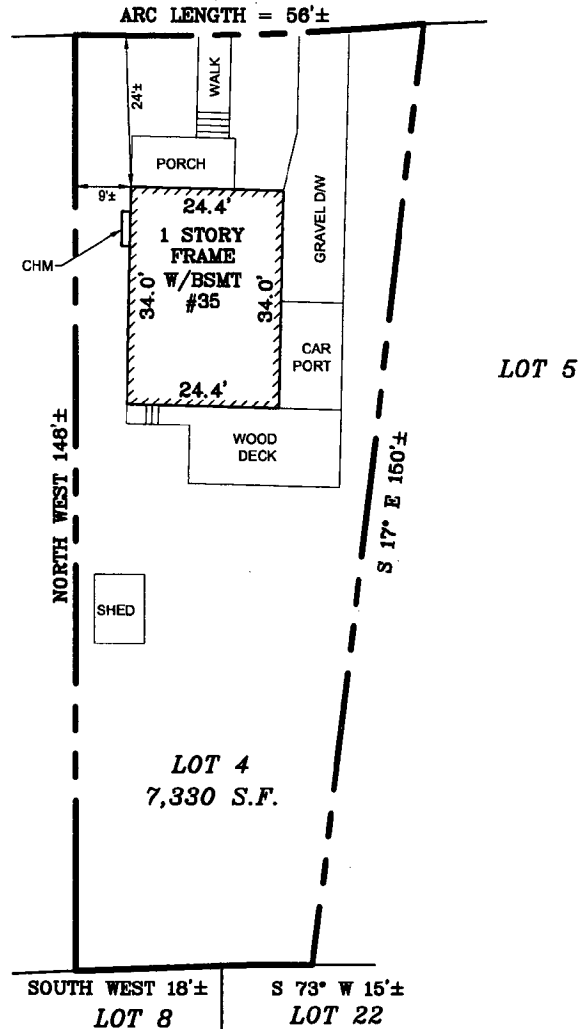 ARC LENGTH = 56'±
WALK
24'±
PORCH
9'±
24.4'
GRAVEL D/W
CHM
1 STORY
FRAME
W/BSMT
#35
34.0'
34.0'
CAR
PORT
LOT 5
24.4'
WOOD
DECK
NORTH WEST 148'±
S 17° E 150'±
SHED
LOT 4
7,330 S.F.
SOUTH WEST 18'±
S 73° W 15'±
LOT 8
LOT 22